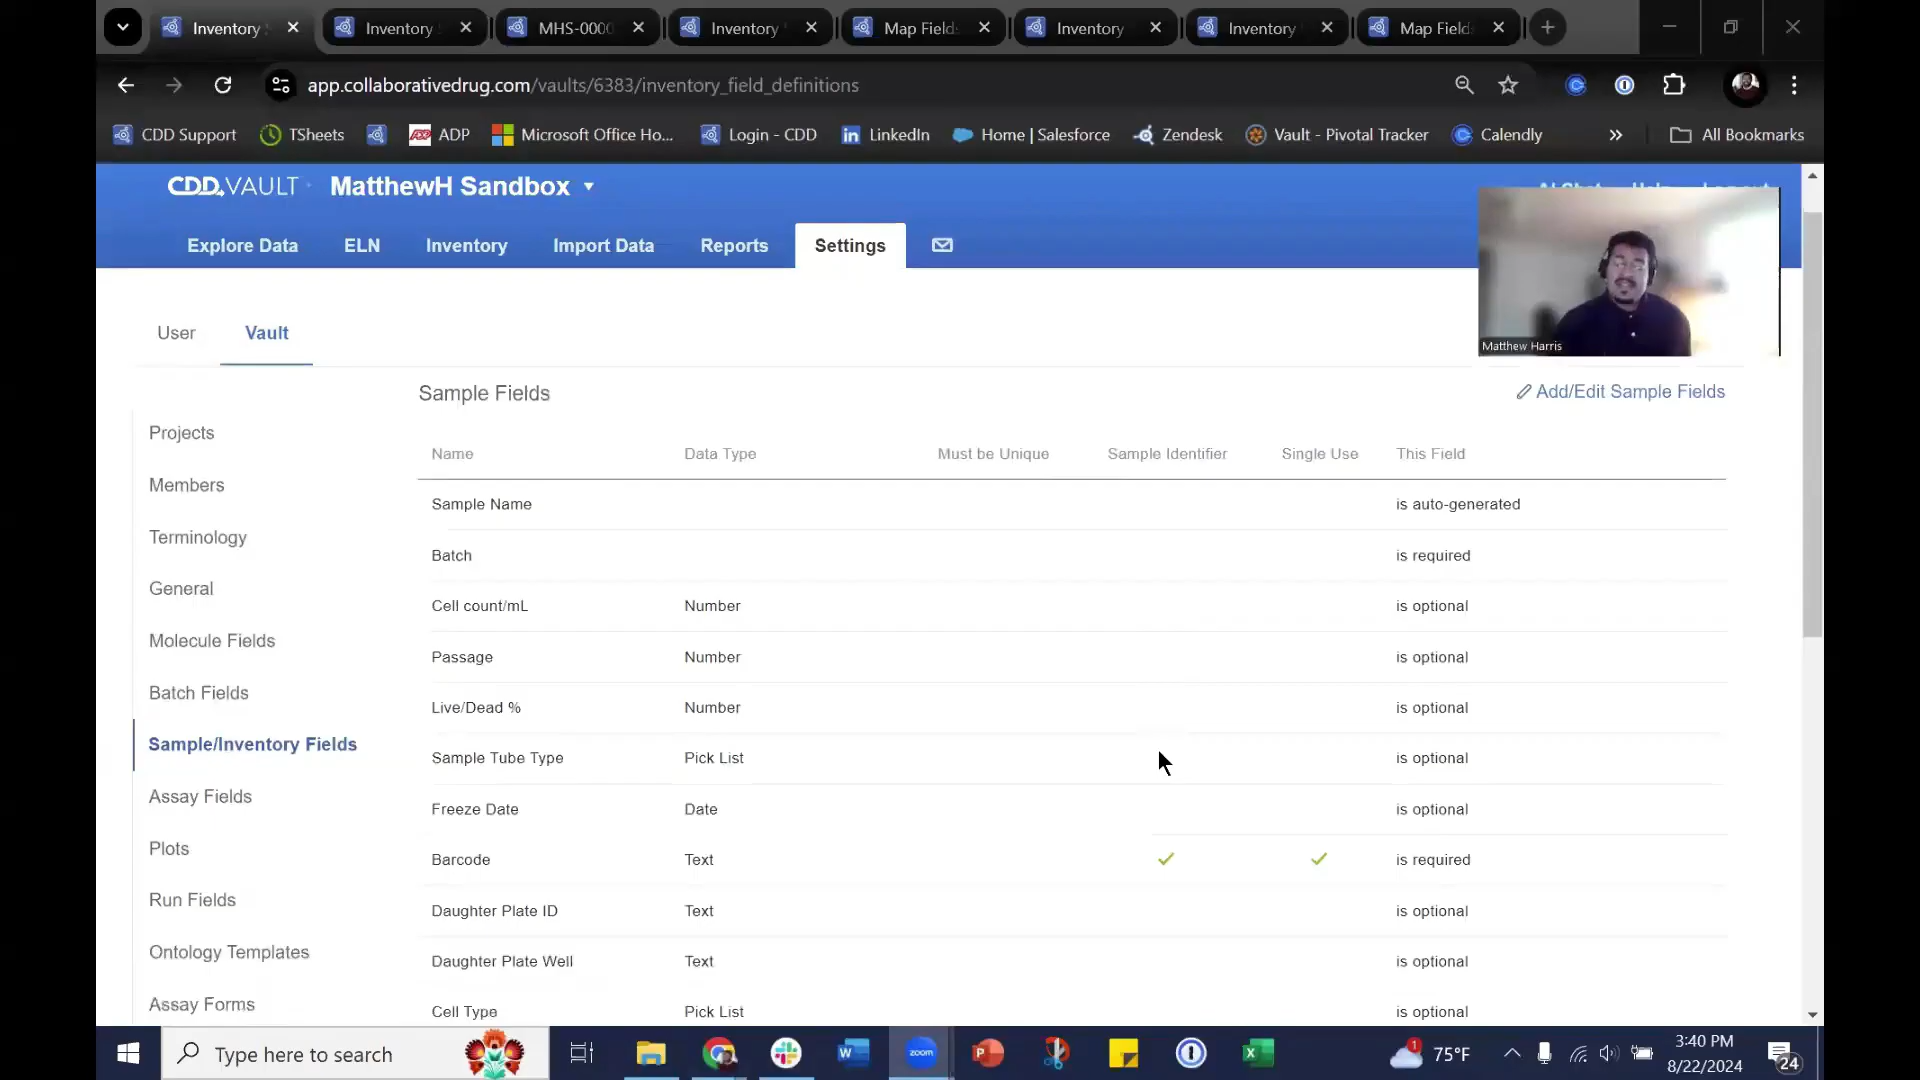 Inventory
Inventory
MHS-0000
Inventory
Map Field
Inventory
Inventory
Map Field
app.collaborativedrug.com/vaults/6383/inventory_field_definitions
CDD Support
TSheets
ADP
Microsoft Office Ho...
Login - CDD
LinkedIn
Home | Salesforce
Zendesk
Vault - Pivotal Tracker
Calendly
»
All Bookmarks
CDD. VAULT
MatthewH Sandbox
Explore Data
ELN
Inventory
Import Data
Reports
Settings
Matthew Harris
User
Vault
Sample Fields
Add/Edit Sample Fields
Projects
Members
Terminology
General
Molecule Fields
Batch Fields
Sample/Inventory Fields
Assay Fields
Plots
Run Fields
Ontology Templates
Assay Forms
Name Data Type Must be Unique Sample Identifier Single Use This Field
Sample Name is auto-generated
Batch is required
Cell count/mL Number is optional
Passage Number is optional
Live/Dead % Number is optional
Sample Tube Type Pick List is optional
Freeze Date Date is optional
Barcode Text ✓ ✓ is required
Daughter Plate ID Text is optional
Daughter Plate Well Text is optional
Cell Type Pick List is optional
Type here to search
zoom
1
75°F
3:40 PM
8/22/2024
24